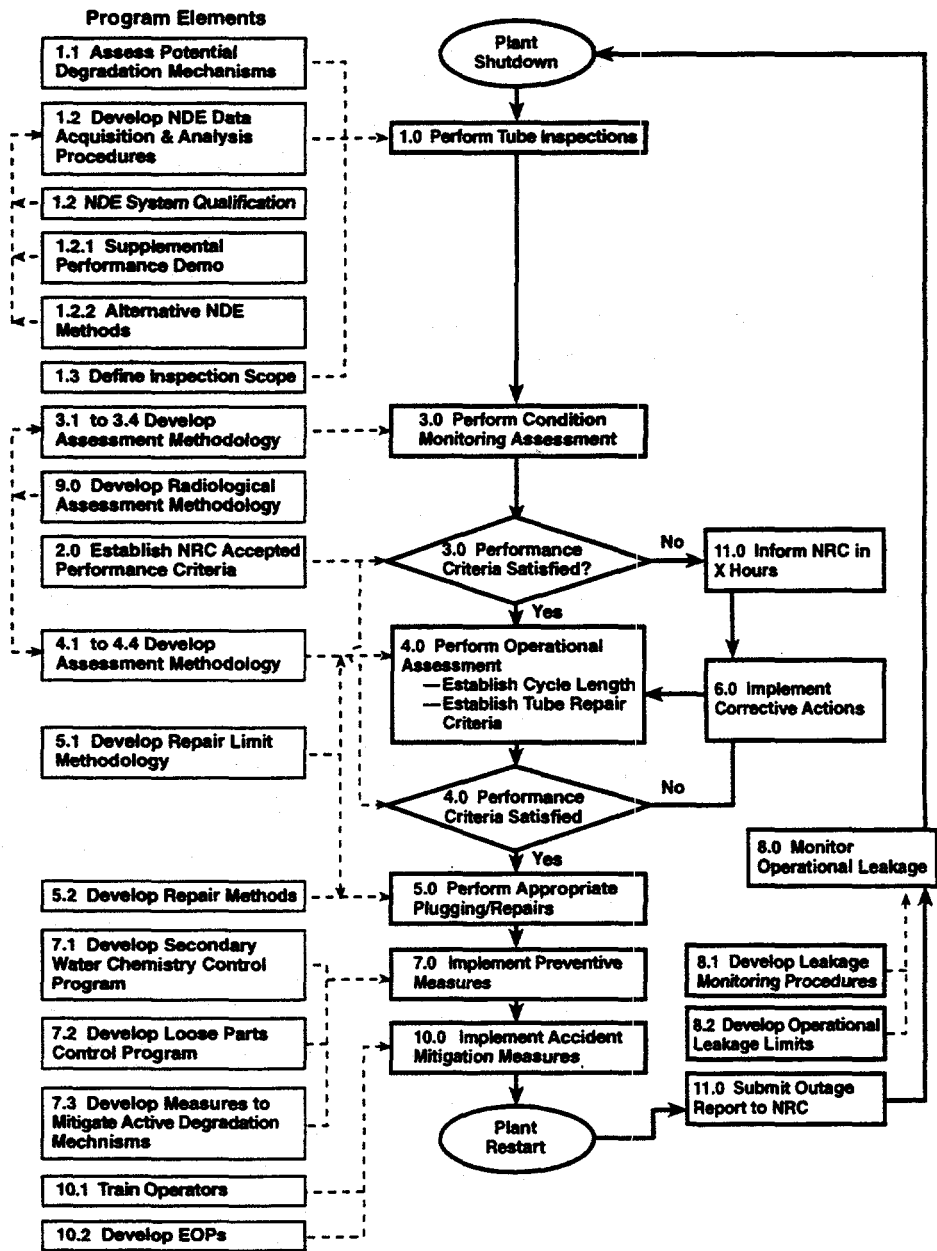 Program Elements
1.1 Assess Potential
Degradation Mechanisms
1.2 Develop NDE Data
Acquisition & Analysis
Procedures
1.2 NDE System Qualification
1.2.1 Supplemental
Performance Demo
1.2.2 Alternative NDE
Methods
1.3 Define Inspection Scope
3.1 to 3.4 Develop
Assessment Methodology
9.0 Develop Radiological
Assessment Methodology
2.0 Establish NRC Accepted
Performance Criteria
4.1 to 4.4 Develop
Assessment Methodology
5.1 Develop Repair Limit
Methodology
5.2 Develop Repair Methods
7.1 Develop Secondary
Water Chemistry Control
Program
7.2 Develop Loose Parts
Control Program
7.3 Develop Measures to
Mitigate Active Degradation
Mechnisms
10.1 Train Operators
10.2 Develop EOPs
Plant
Shutdown
1.0 Perform Tube Inspections
3.0 Perform Condition
Monitoring Assessment
3.0 Performance
Criteria Satisfied?
No
Yes
11.0 Inform NRC in
X Hours
4.0 Perform Operational
Assessment
—Establish Cycle Length
—Establish Tube Repair
Criteria
6.0 Implement
Corrective Actions
4.0 Performance
Criteria Satisfied
No
Yes
5.0 Perform Appropriate
Plugging/Repairs
7.0 Implement Preventive
Measures
10.0 Implement Accident
Mitigation Measures
Plant
Restart
8.0 Monitor
Operational Leakage
8.1 Develop Leakage
Monitoring Procedures
8.2 Develop Operational
Leakage Limits
11.0 Submit Outage
Report to NRC